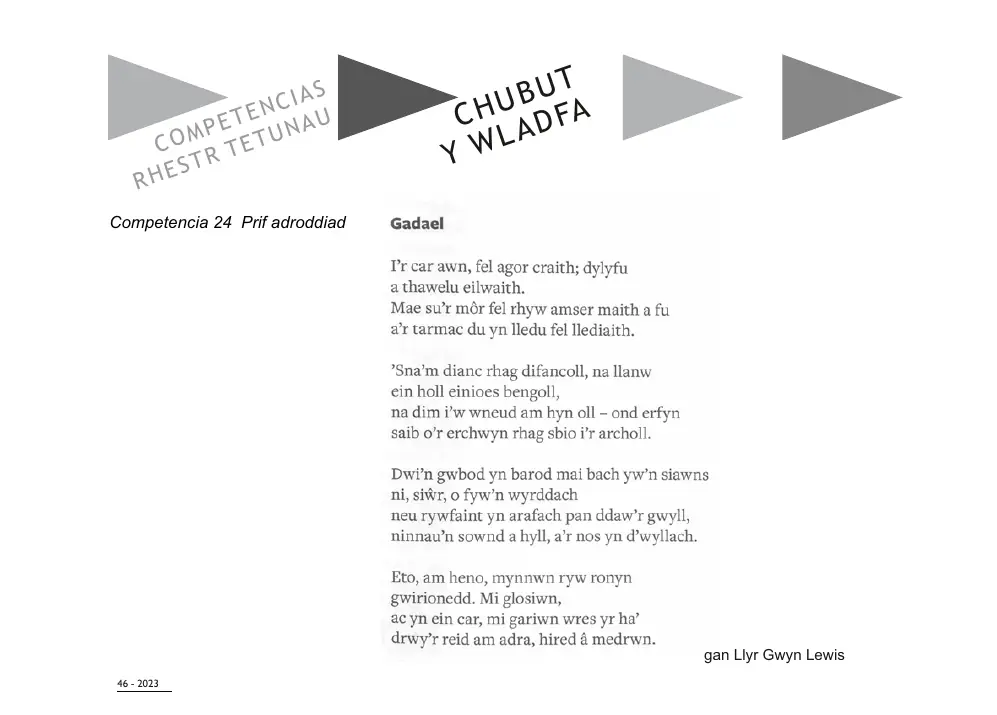 COMPETENCIAS
RHESTR TETUNAU
CHUBUT
Y WLADFA
Competencia 24  Prif adroddiad
Gadael
I’r car awn, fel agor craith; dylyfu
a thawelu eilwaith.
Mae su’r môr fel rhyw amser maith a fu
a’r tarmac du yn lledu fel llediaith.
’Sna’m dianc rhag difancoll, na llanw
ein holl einioes bengoll,
na dim i’w wneud am hyn oll – ond erfyn
saib o’r erchwyn rhag sbio i’r archoll.
Dwi’n gwbod yn barod mai bach yw’n siawns
ni, siŵr, o fyw’n wyrddach
neu rywfaint yn arafach pan ddaw’r gwyll,
ninnau’n sownd a hyll, a’r nos yn d’wyllach.
Eto, am heno, mynnwn ryw ronyn
gwirionedd. Mi glosiwn,
ac yn ein car, mi gariwn wres yr ha’
drwy’r reid am adra, hired â medrwn.
gan Llyr Gwyn Lewis
46 - 2023